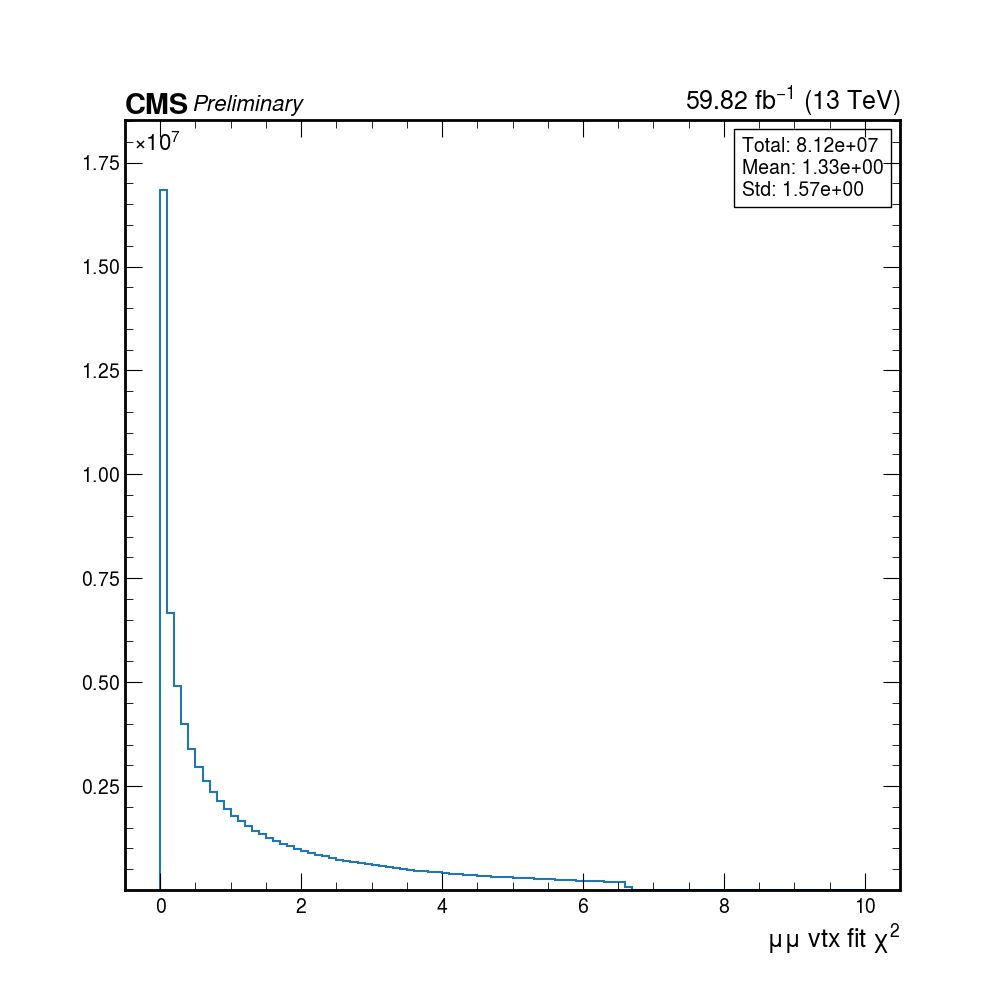 CMS Preliminary
59.82 fb⁻¹ (13 TeV)
×10⁷
Total: 8.12e+07
Mean: 1.33e+00
Std: 1.57e+00
1.75
1.50
1.25
1.00
0.75
0.50
0.25
0 2 4 6 8 10
μμ vtx fit χ²